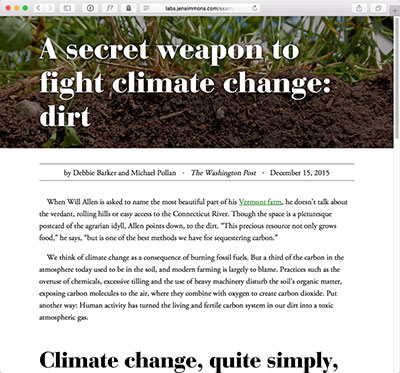 labs.jensimmons.com/exam
A secret weapon to
fight climate change:
dirt
by Debbie Barker and Michael Pollan • The Washington Post • December 15, 2015
When Will Allen is asked to name the most beautiful part of his Vermont farm, he doesn’t talk about
the verdant, rolling hills or easy access to the Connecticut River. Though the space is a picturesque
postcard of the agrarian idyll, Allen points down, to the dirt. “This precious resource not only grows
food,” he says, “but is one of the best methods we have for sequestering carbon.”
We think of climate change as a consequence of burning fossil fuels. But a third of the carbon in the
atmosphere today used to be in the soil, and modern farming is largely to blame. Practices such as the
overuse of chemicals, excessive tilling and the use of heavy machinery disturb the soil’s organic matter,
exposing carbon molecules to the air, where they combine with oxygen to create carbon dioxide. Put
another way: Human activity has turned the living and fertile carbon system in our dirt into a toxic
atmospheric gas.
Climate change, quite simply,